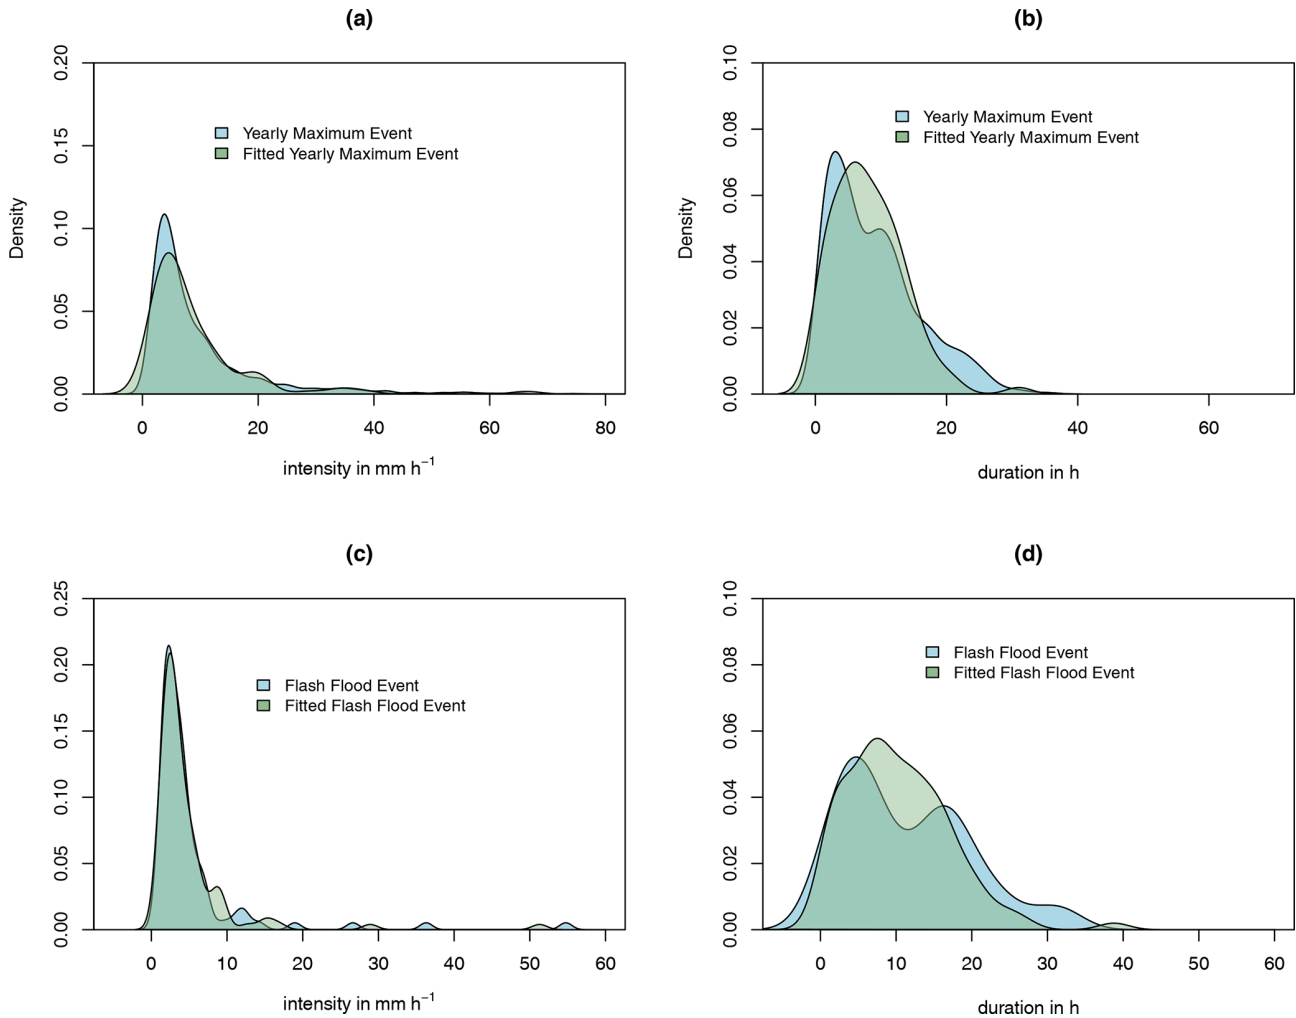 (a)
0.00 0.05 0.10 0.15 0.20
Density
Yearly Maximum Event
Fitted Yearly Maximum Event
0 20 40 60 80
intensity in mm h⁻¹
(b)
0.00 0.02 0.04 0.06 0.08 0.10
Density
Yearly Maximum Event
Fitted Yearly Maximum Event
0 20 40 60
duration in h
(c)
0.00 0.05 0.10 0.15 0.20 0.25
Flash Flood Event
Fitted Flash Flood Event
0 10 20 30 40 50 60
intensity in mm h⁻¹
(d)
0.00 0.02 0.04 0.06 0.08 0.10
Flash Flood Event
Fitted Flash Flood Event
0 10 20 30 40 50 60
duration in h